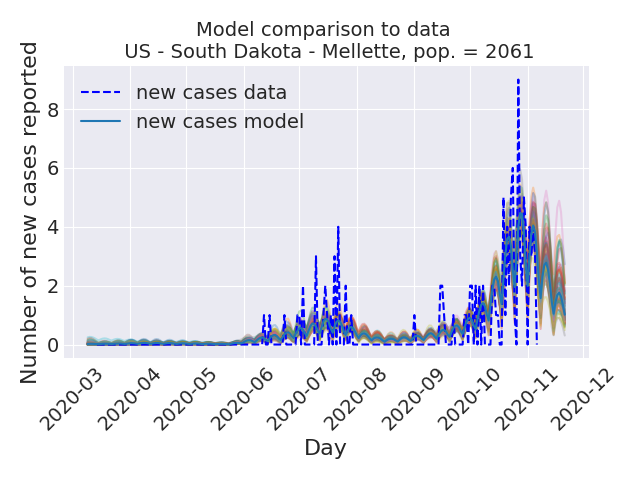 Model comparison to data
US - South Dakota - Mellette, pop. = 2061
Number of new cases reported
8
6
4
2
0
new cases data
new cases model
2020-03
2020-04
2020-05
2020-06
2020-07
2020-08
2020-09
2020-10
2020-11
2020-12
Day